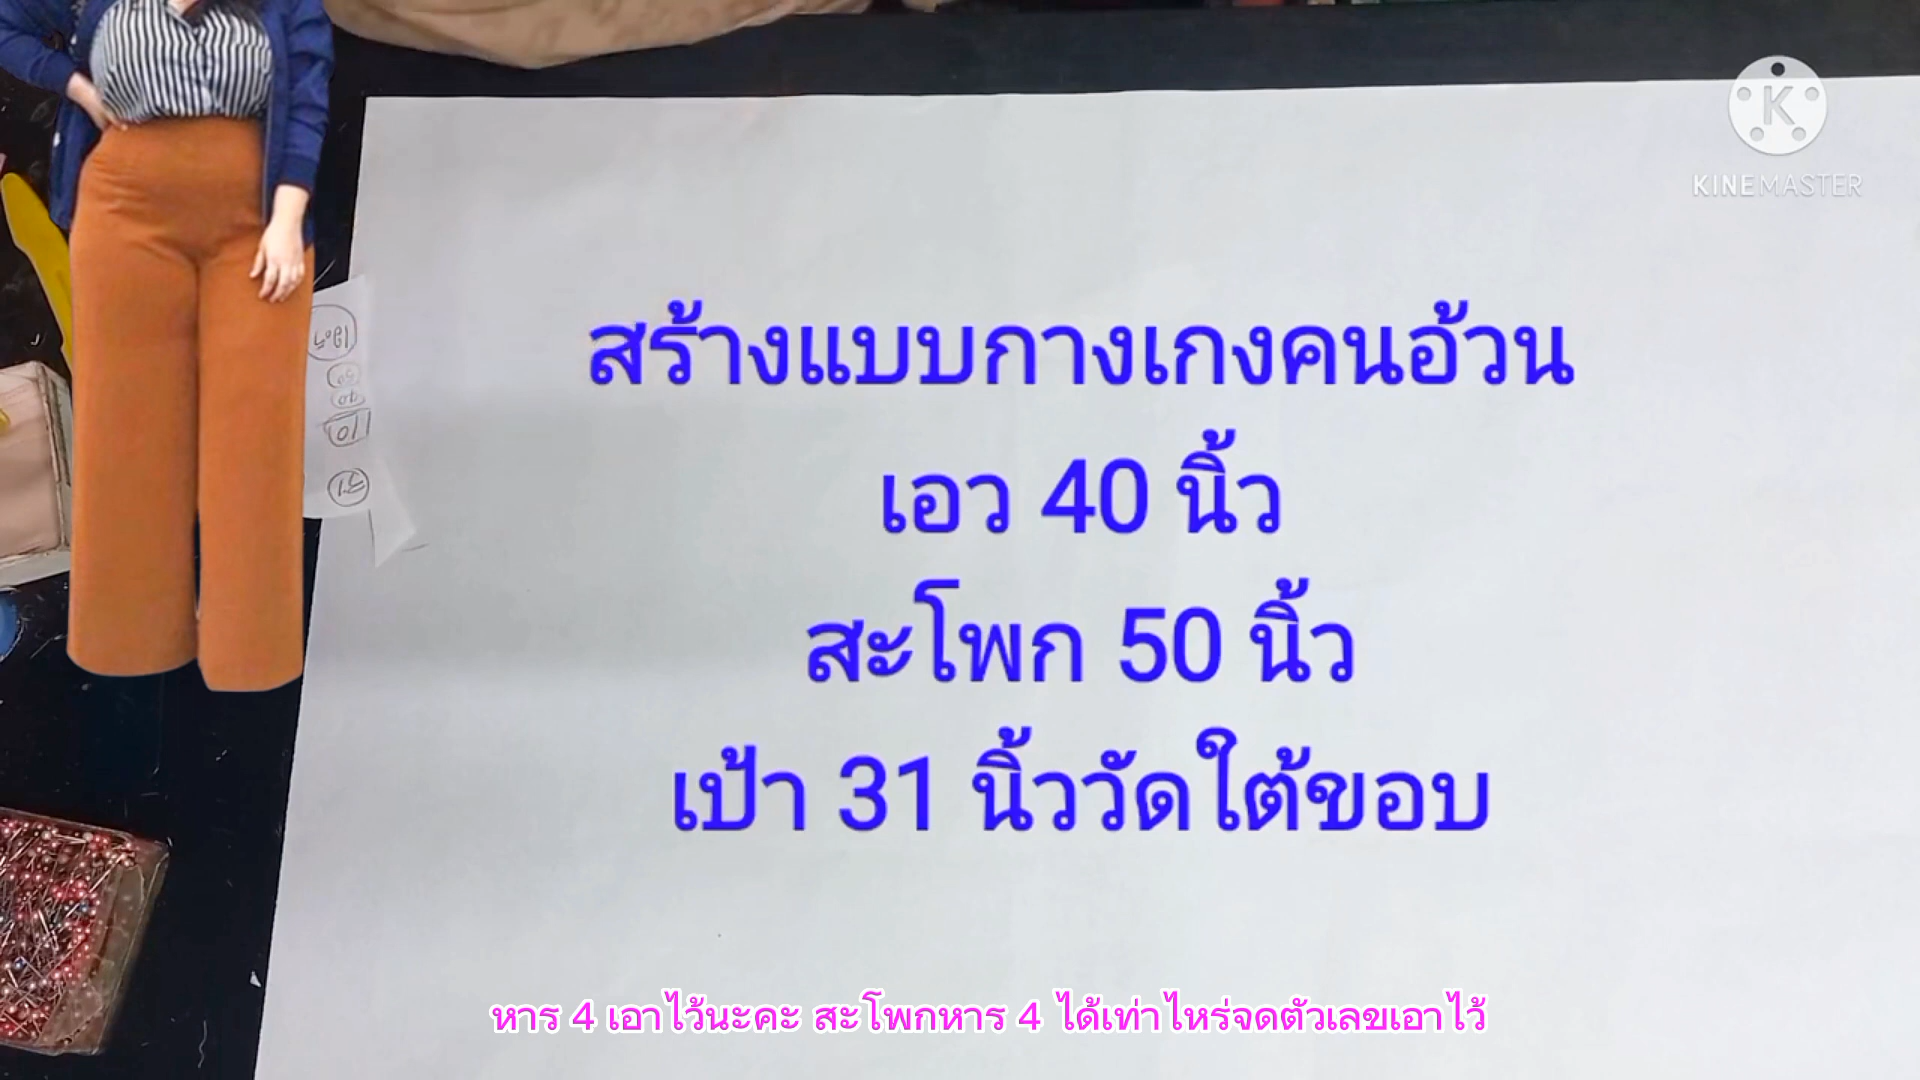 KINEMASTER
สร้างแบบกางเกงคนอ้วน
เอว 40 นิ้ว
สะโพก 50 นิ้ว
เป้า 31 นิ้ววัดใต้ขอบ
หาร 4 เอาไว้นะคะ สะโพกหาร 4 ได้เท่าไหร่จดตัวเลขเอาไว้